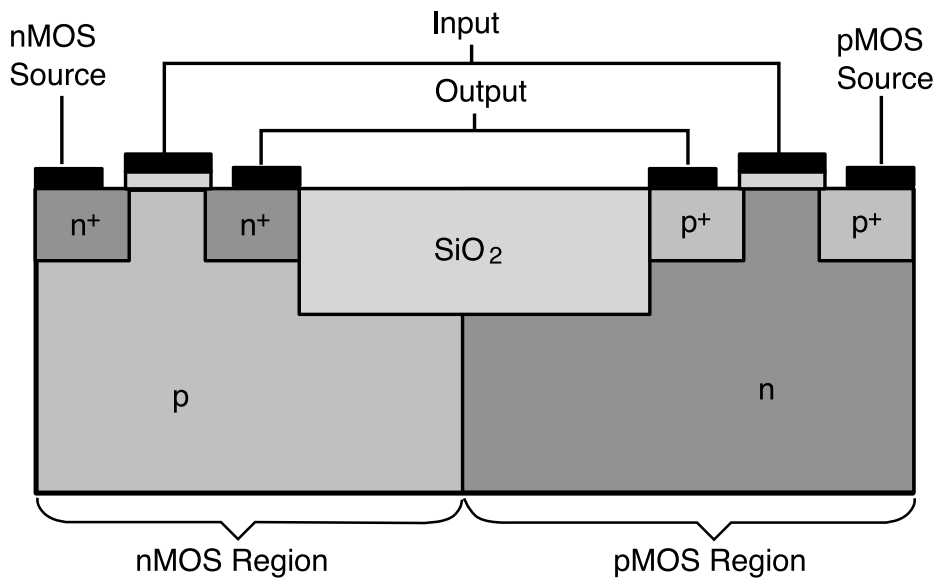 nMOS
Source
Input
pMOS
Source
Output
n+
n+
SiO2
p+
p+
p
n
nMOS Region
pMOS Region